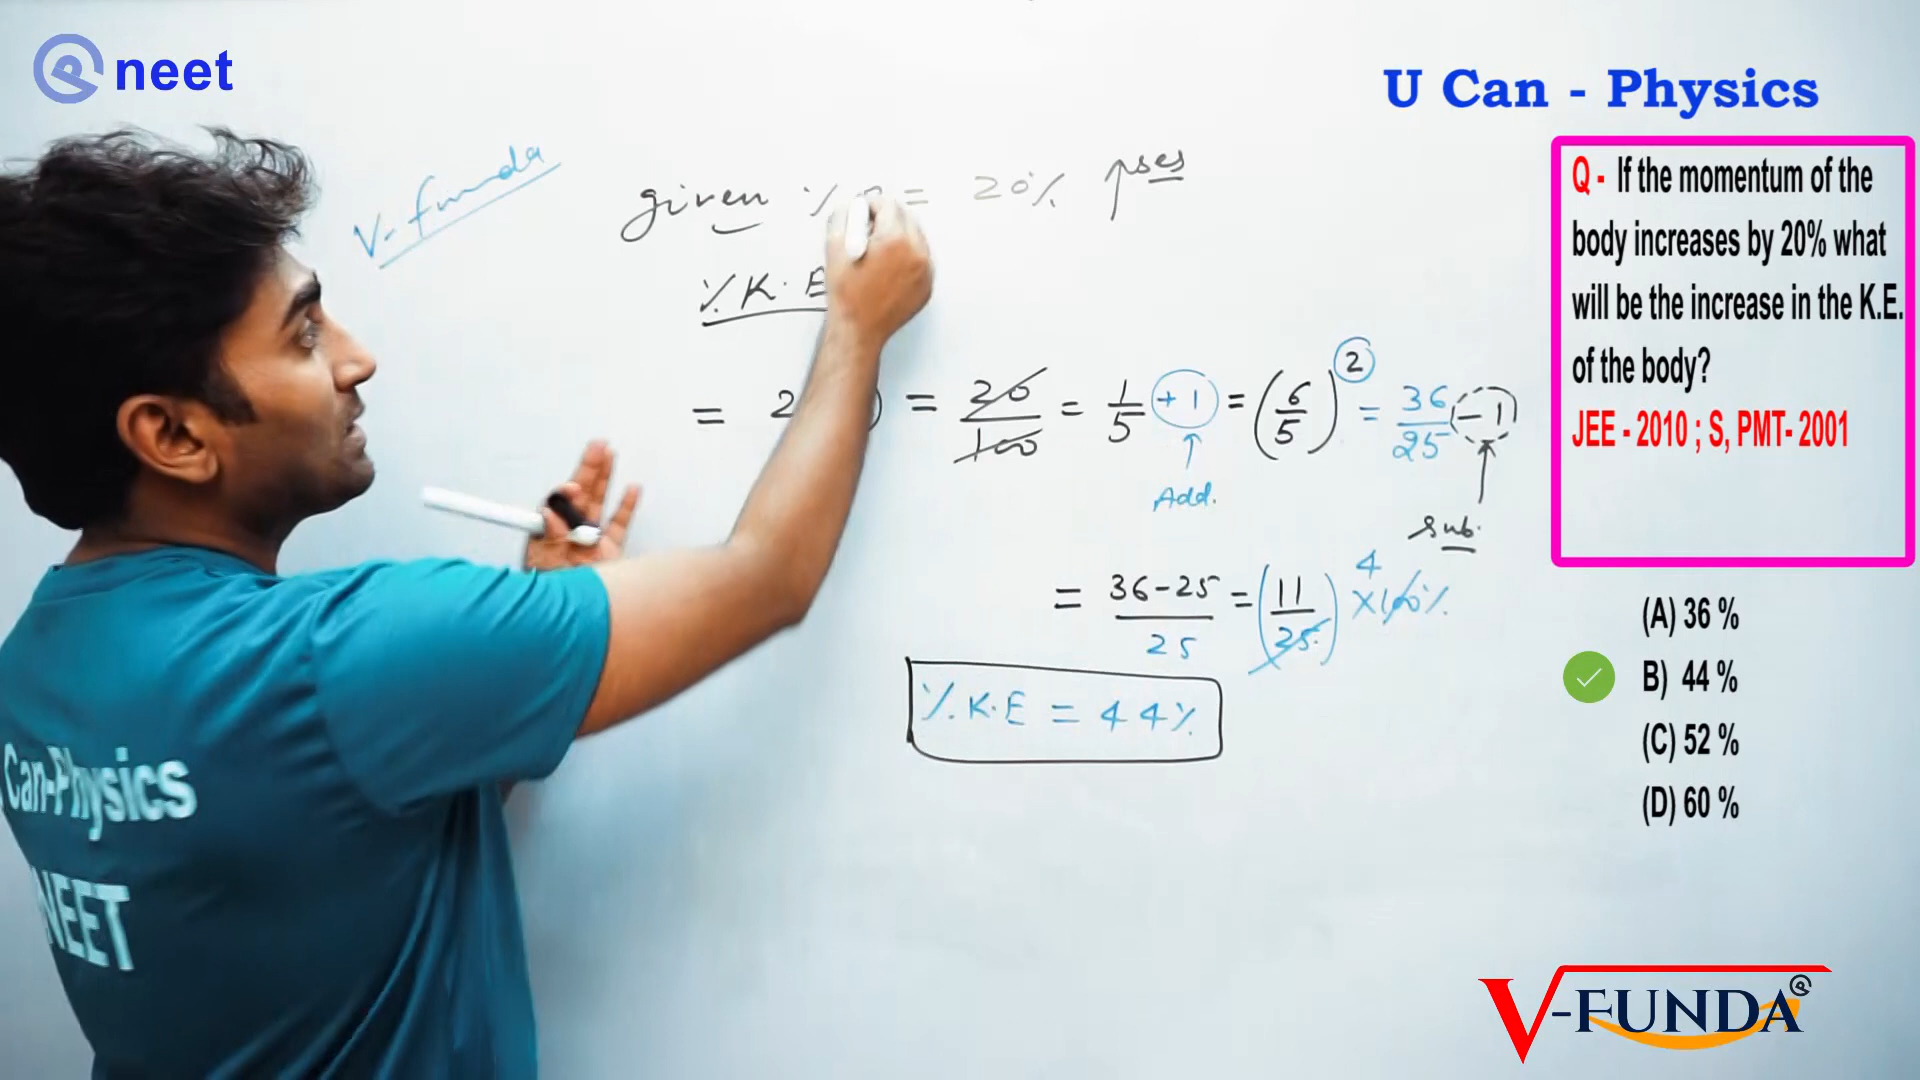 neet
U Can - Physics
V-funda
given % = 20% pses
% K.E
= 2
= 20/100 = 1/5 + 1 = (6/5)² = 36/25 - 1
Add.
Sub.
= 36-25/25 = (11/25) × 100% 4
% K.E = 44%
Q - If the momentum of the
body increases by 20% what
will be the increase in the K.E.
of the body?
JEE - 2010 ; S, PMT- 2001
(A) 36 %
B) 44 %
(C) 52 %
(D) 60 %
Can-Physics
NEET
V-FUNDA